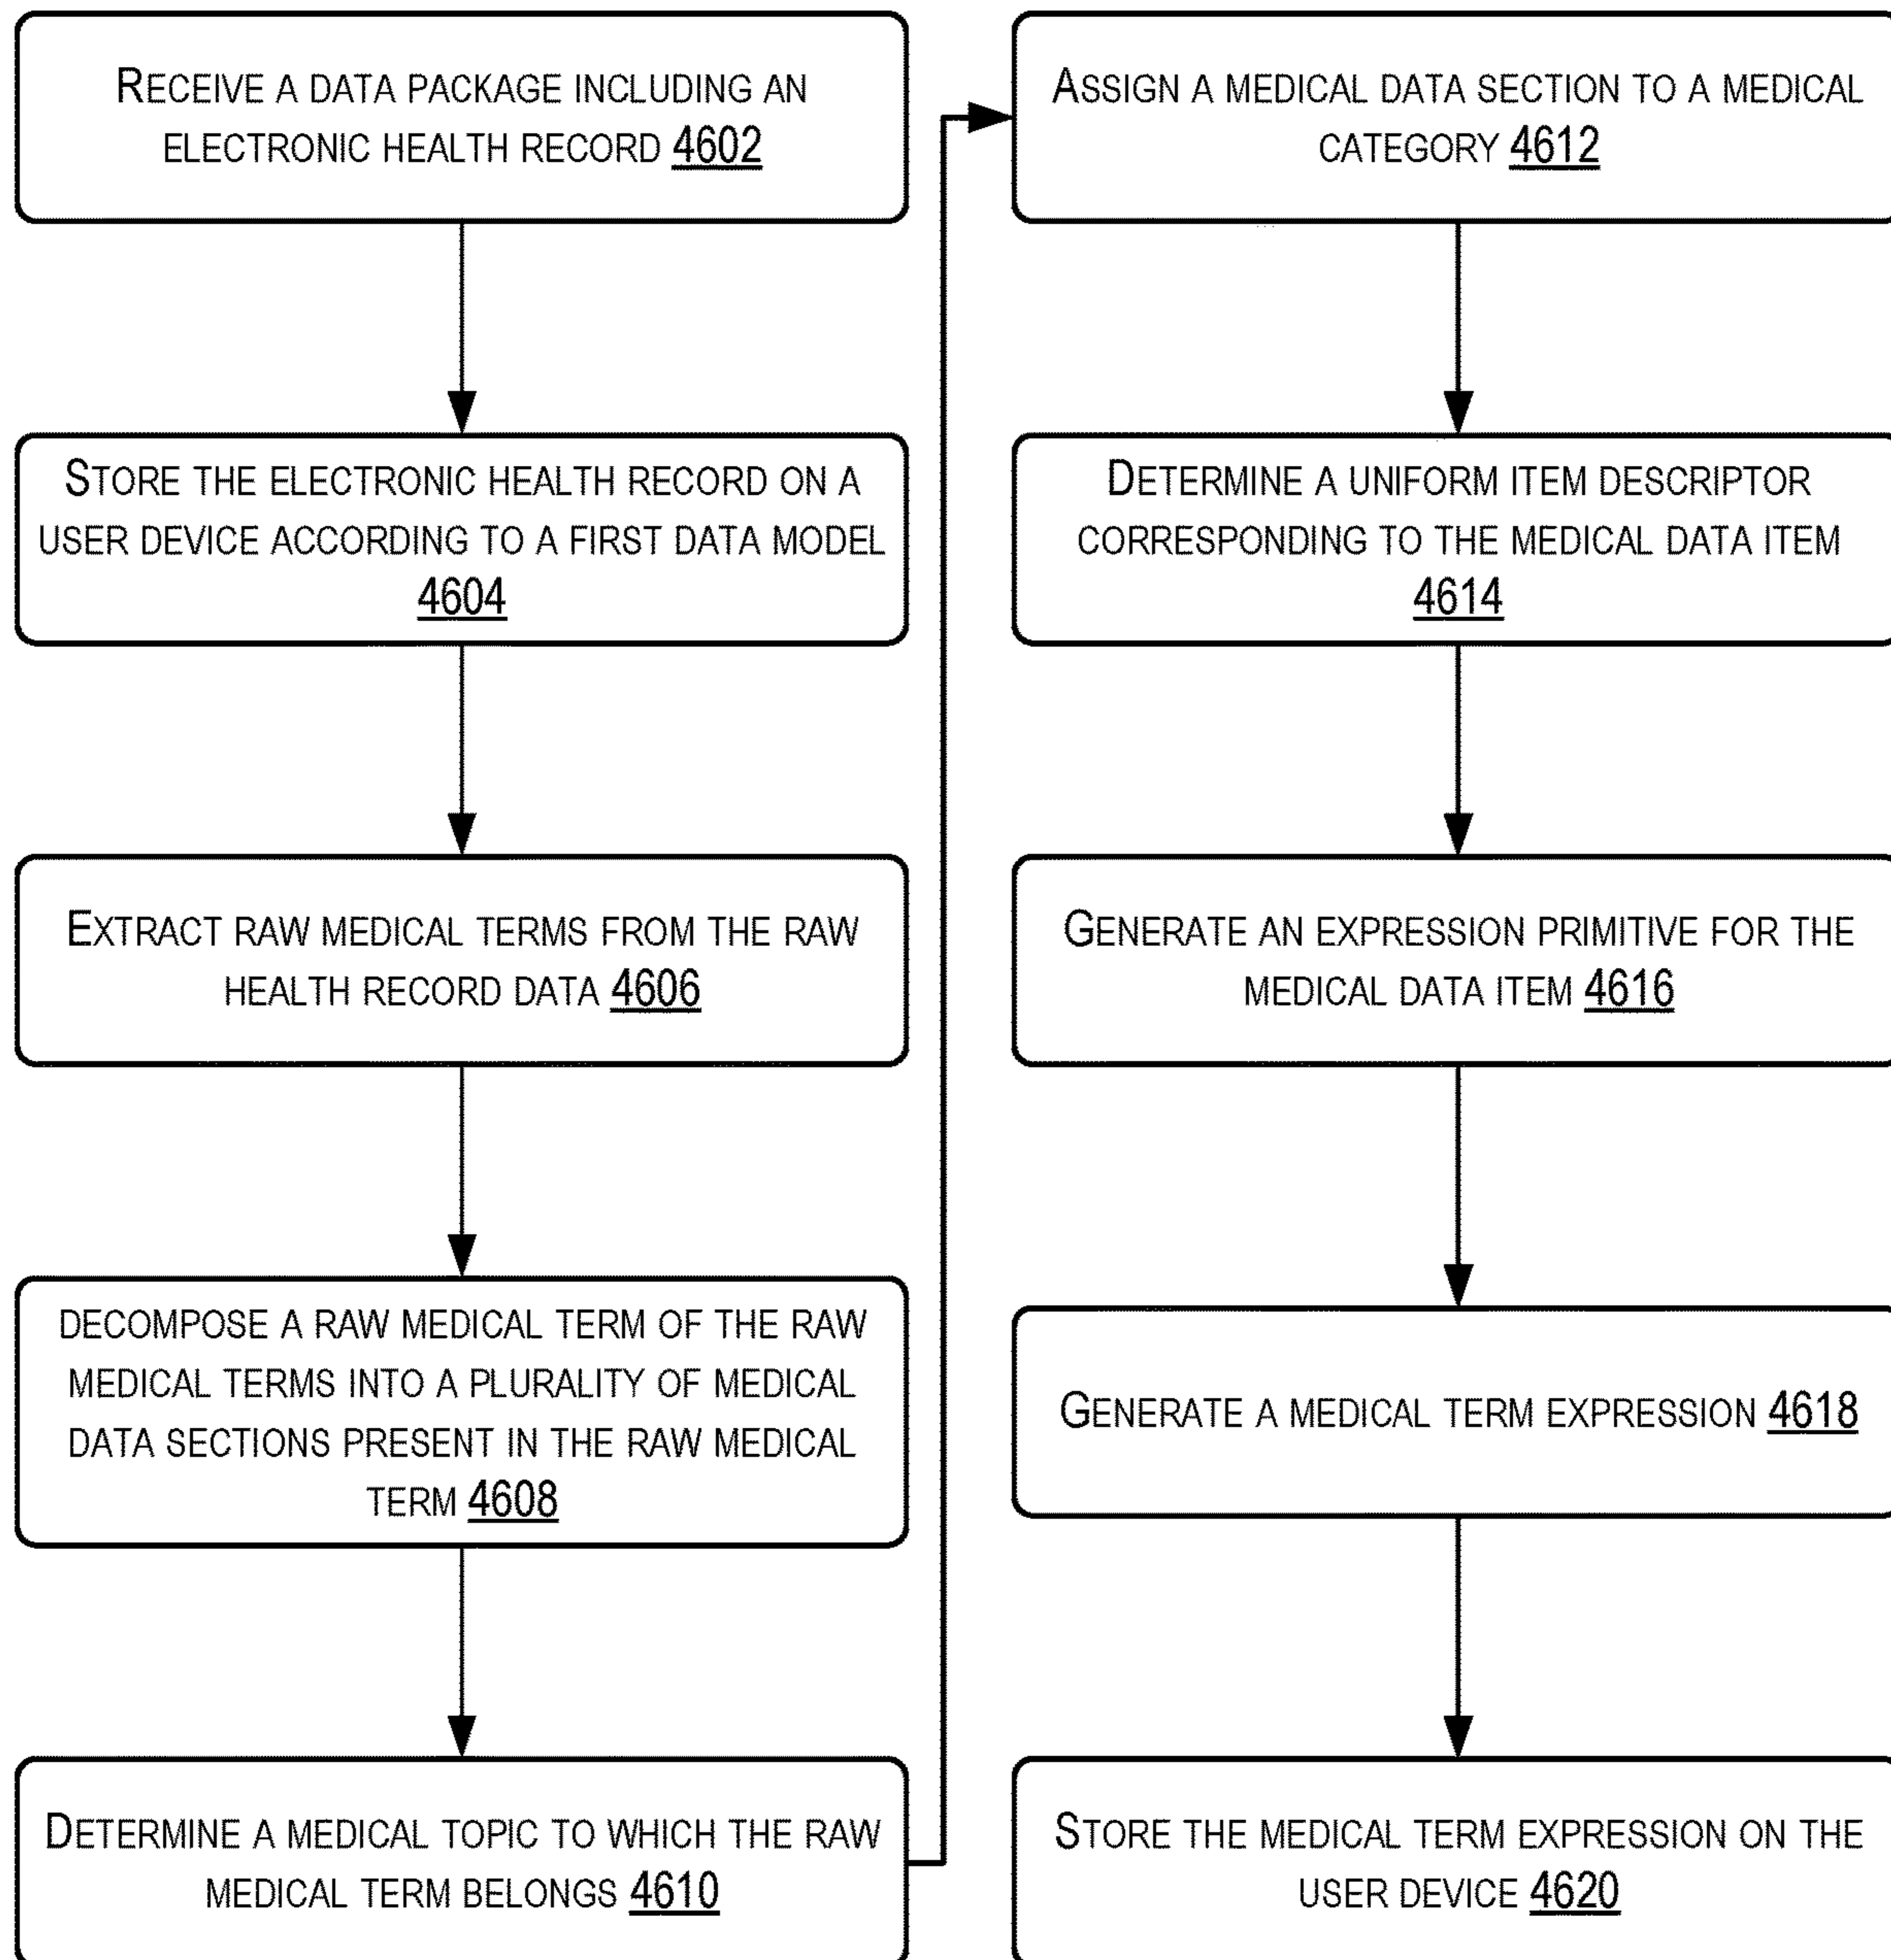 RECEIVE A DATA PACKAGE INCLUDING AN
ELECTRONIC HEALTH RECORD 4602
STORE THE ELECTRONIC HEALTH RECORD ON A
USER DEVICE ACCORDING TO A FIRST DATA MODEL
4604
EXTRACT RAW MEDICAL TERMS FROM THE RAW
HEALTH RECORD DATA 4606
DECOMPOSE A RAW MEDICAL TERM OF THE RAW
MEDICAL TERMS INTO A PLURALITY OF MEDICAL
DATA SECTIONS PRESENT IN THE RAW MEDICAL
TERM 4608
DETERMINE A MEDICAL TOPIC TO WHICH THE RAW
MEDICAL TERM BELONGS 4610
ASSIGN A MEDICAL DATA SECTION TO A MEDICAL
CATEGORY 4612
DETERMINE A UNIFORM ITEM DESCRIPTOR
CORRESPONDING TO THE MEDICAL DATA ITEM
4614
GENERATE AN EXPRESSION PRIMITIVE FOR THE
MEDICAL DATA ITEM 4616
GENERATE A MEDICAL TERM EXPRESSION 4618
STORE THE MEDICAL TERM EXPRESSION ON THE
USER DEVICE 4620